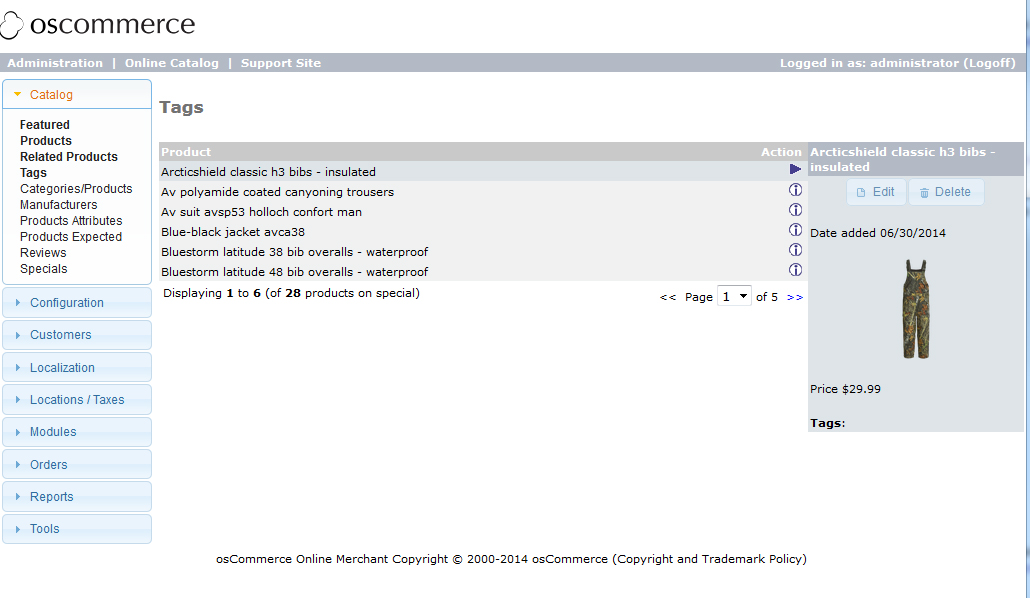 oscommerce
Administration | Online Catalog | Support Site
Logged in as: administrator (Logoff)
Catalog
Featured
Products
Related Products
Tags
Categories/Products
Manufacturers
Products Attributes
Products Expected
Reviews
Specials
Configuration
Customers
Localization
Locations / Taxes
Modules
Orders
Reports
Tools
Tags
Product Action
Arcticshield classic h3 bibs - insulated
Av polyamide coated canyoning trousers
Av suit avsp53 holloch confort man
Blue-black jacket avca38
Bluestorm latitude 38 bib overalls - waterproof
Bluestorm latitude 48 bib overalls - waterproof
Displaying 1 to 6 (of 28 products on special)
<< Page 1 of 5 >>
Arcticshield classic h3 bibs -
insulated
Edit Delete
Date added 06/30/2014
Price $29.99
Tags:
osCommerce Online Merchant Copyright © 2000-2014 osCommerce (Copyright and Trademark Policy)